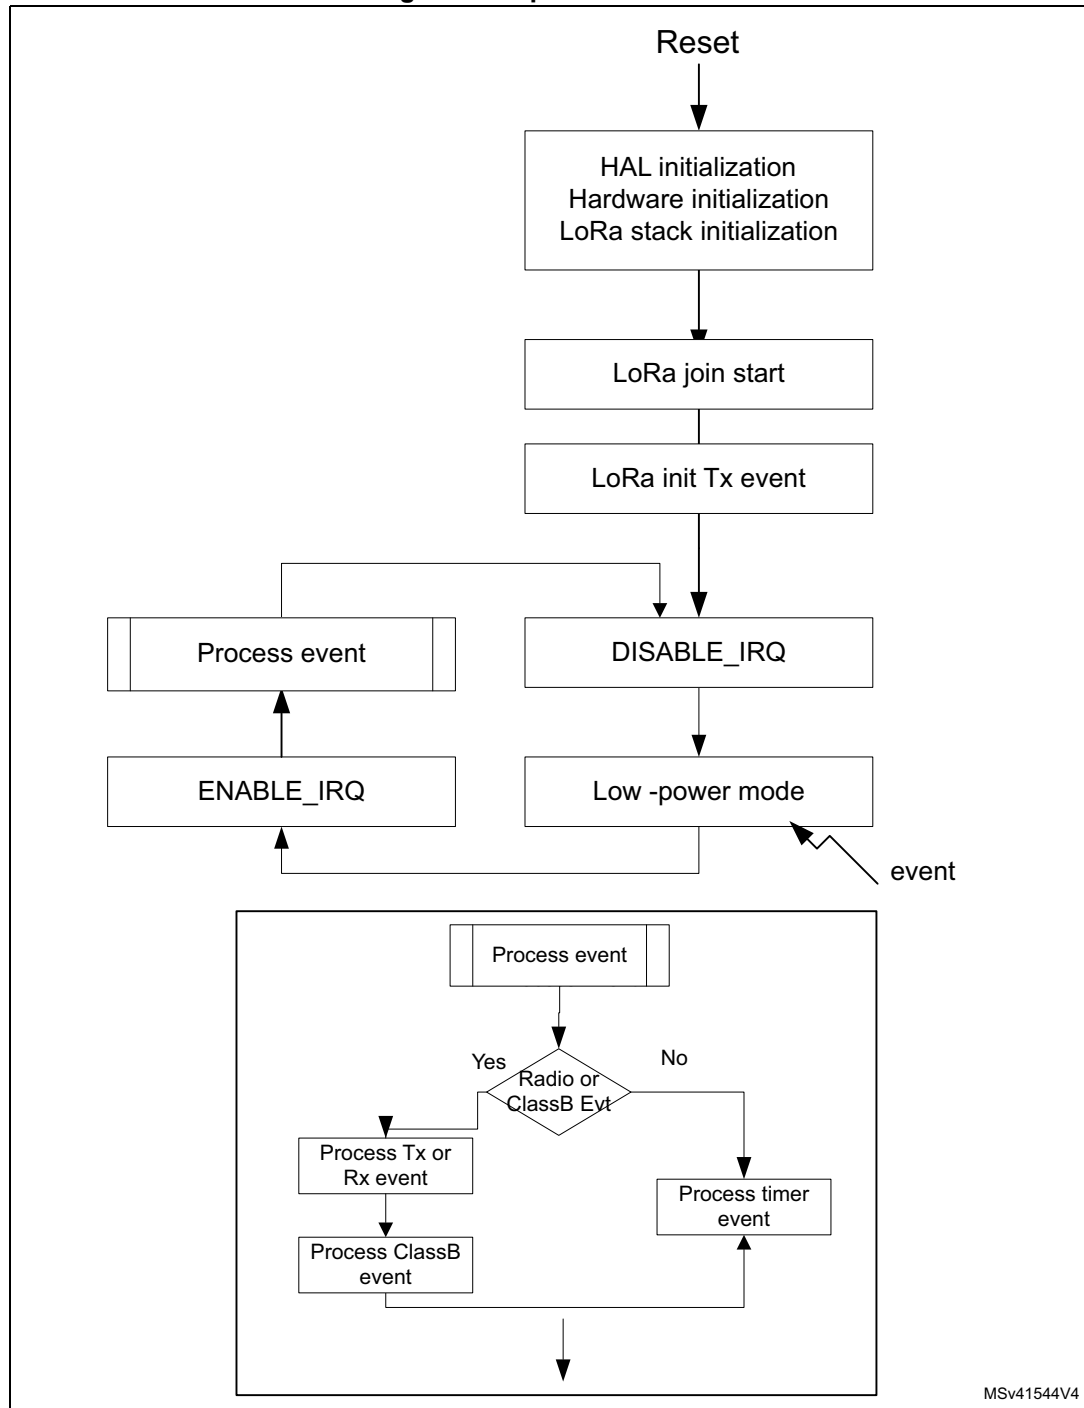 Reset
HAL initialization
Hardware initialization
LoRa stack initialization
LoRa join start
LoRa init Tx event
Process event
DISABLE_IRQ
ENABLE_IRQ
Low -power mode
event
Process event
Yes
No
Radio or
ClassB Evt
Process Tx or
Rx event
Process timer
event
Process ClassB
event
MSv41544V4